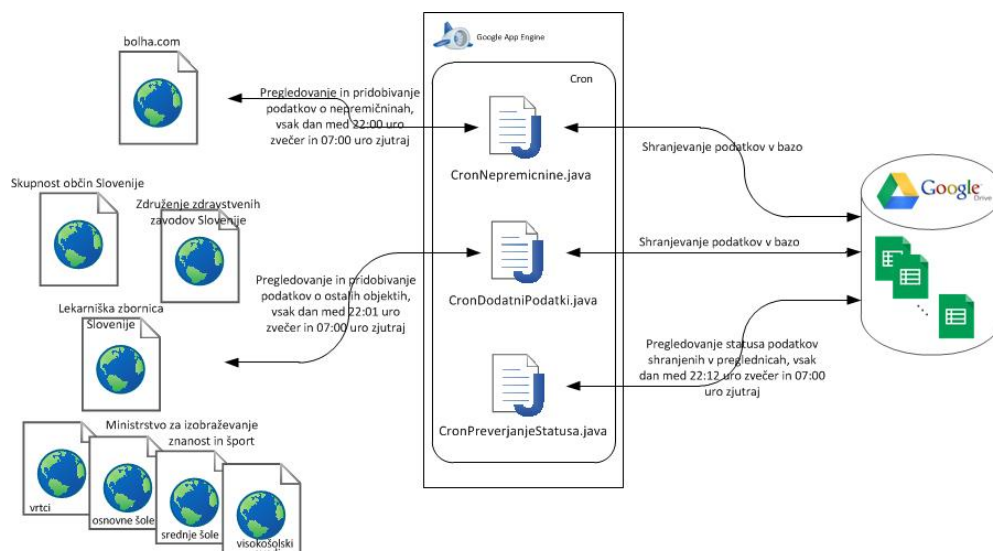 bolha.com
Google App Engine
Cron
Pregledovanje in pridobivanje
podatkov o nepremičninah,
vsak dan med 22:00 uro
zvečer in 07:00 uro zjutraj
CronNepremicnine.java
Shranjevanje podatkov v bazo
Google
Drive
Skupnost občin Slovenije
Združenje zdravstvenih
zavodov Slovenije
Shranjevanje podatkov v bazo
Pregledovanje in pridobivanje
podatkov o ostalih objektih,
vsak dan med 22:01 uro
zvečer in 07:00 uro zjutraj
CronDodatniPodatki.java
Lekarniška zbornica
Slovenije
Pregledovanje statusa podatkov
shranjenih v preglednicah, vsak
dan med 22:12 uro zvečer in 07:00
uro zjutraj
CronPreverjanjeStatusa.java
Ministrstvo za izobraževanje
znanost in šport
vrtci
osnovne šole
srednje šole
visokošolski